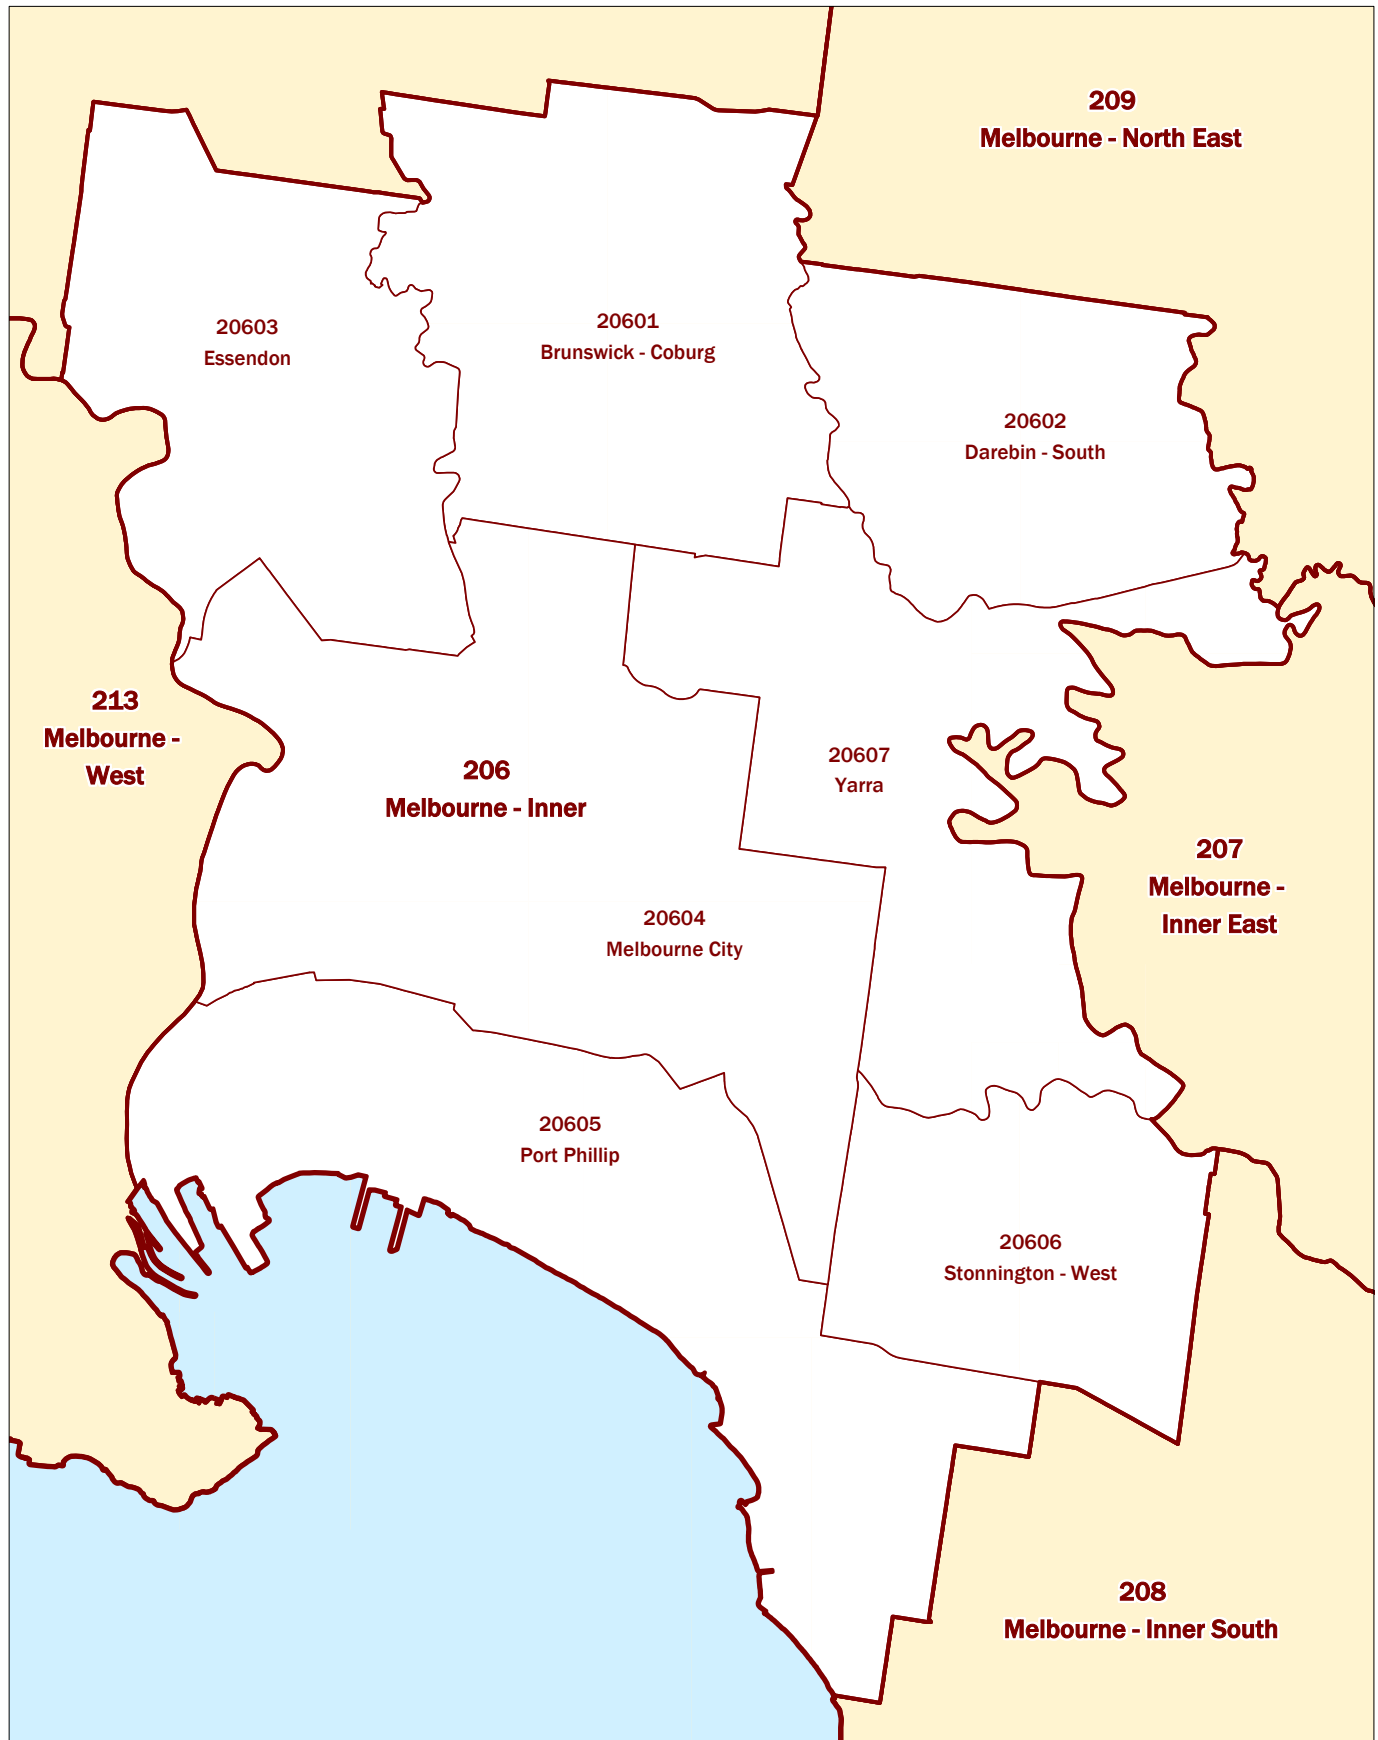 209
Melbourne - North East
20603
Essendon
20601
Brunswick - Coburg
20602
Darebin - South
213
Melbourne -
West
206
Melbourne - Inner
20607
Yarra
207
Melbourne -
Inner East
20604
Melbourne City
20605
Port Phillip
20606
Stonnington - West
208
Melbourne - Inner South